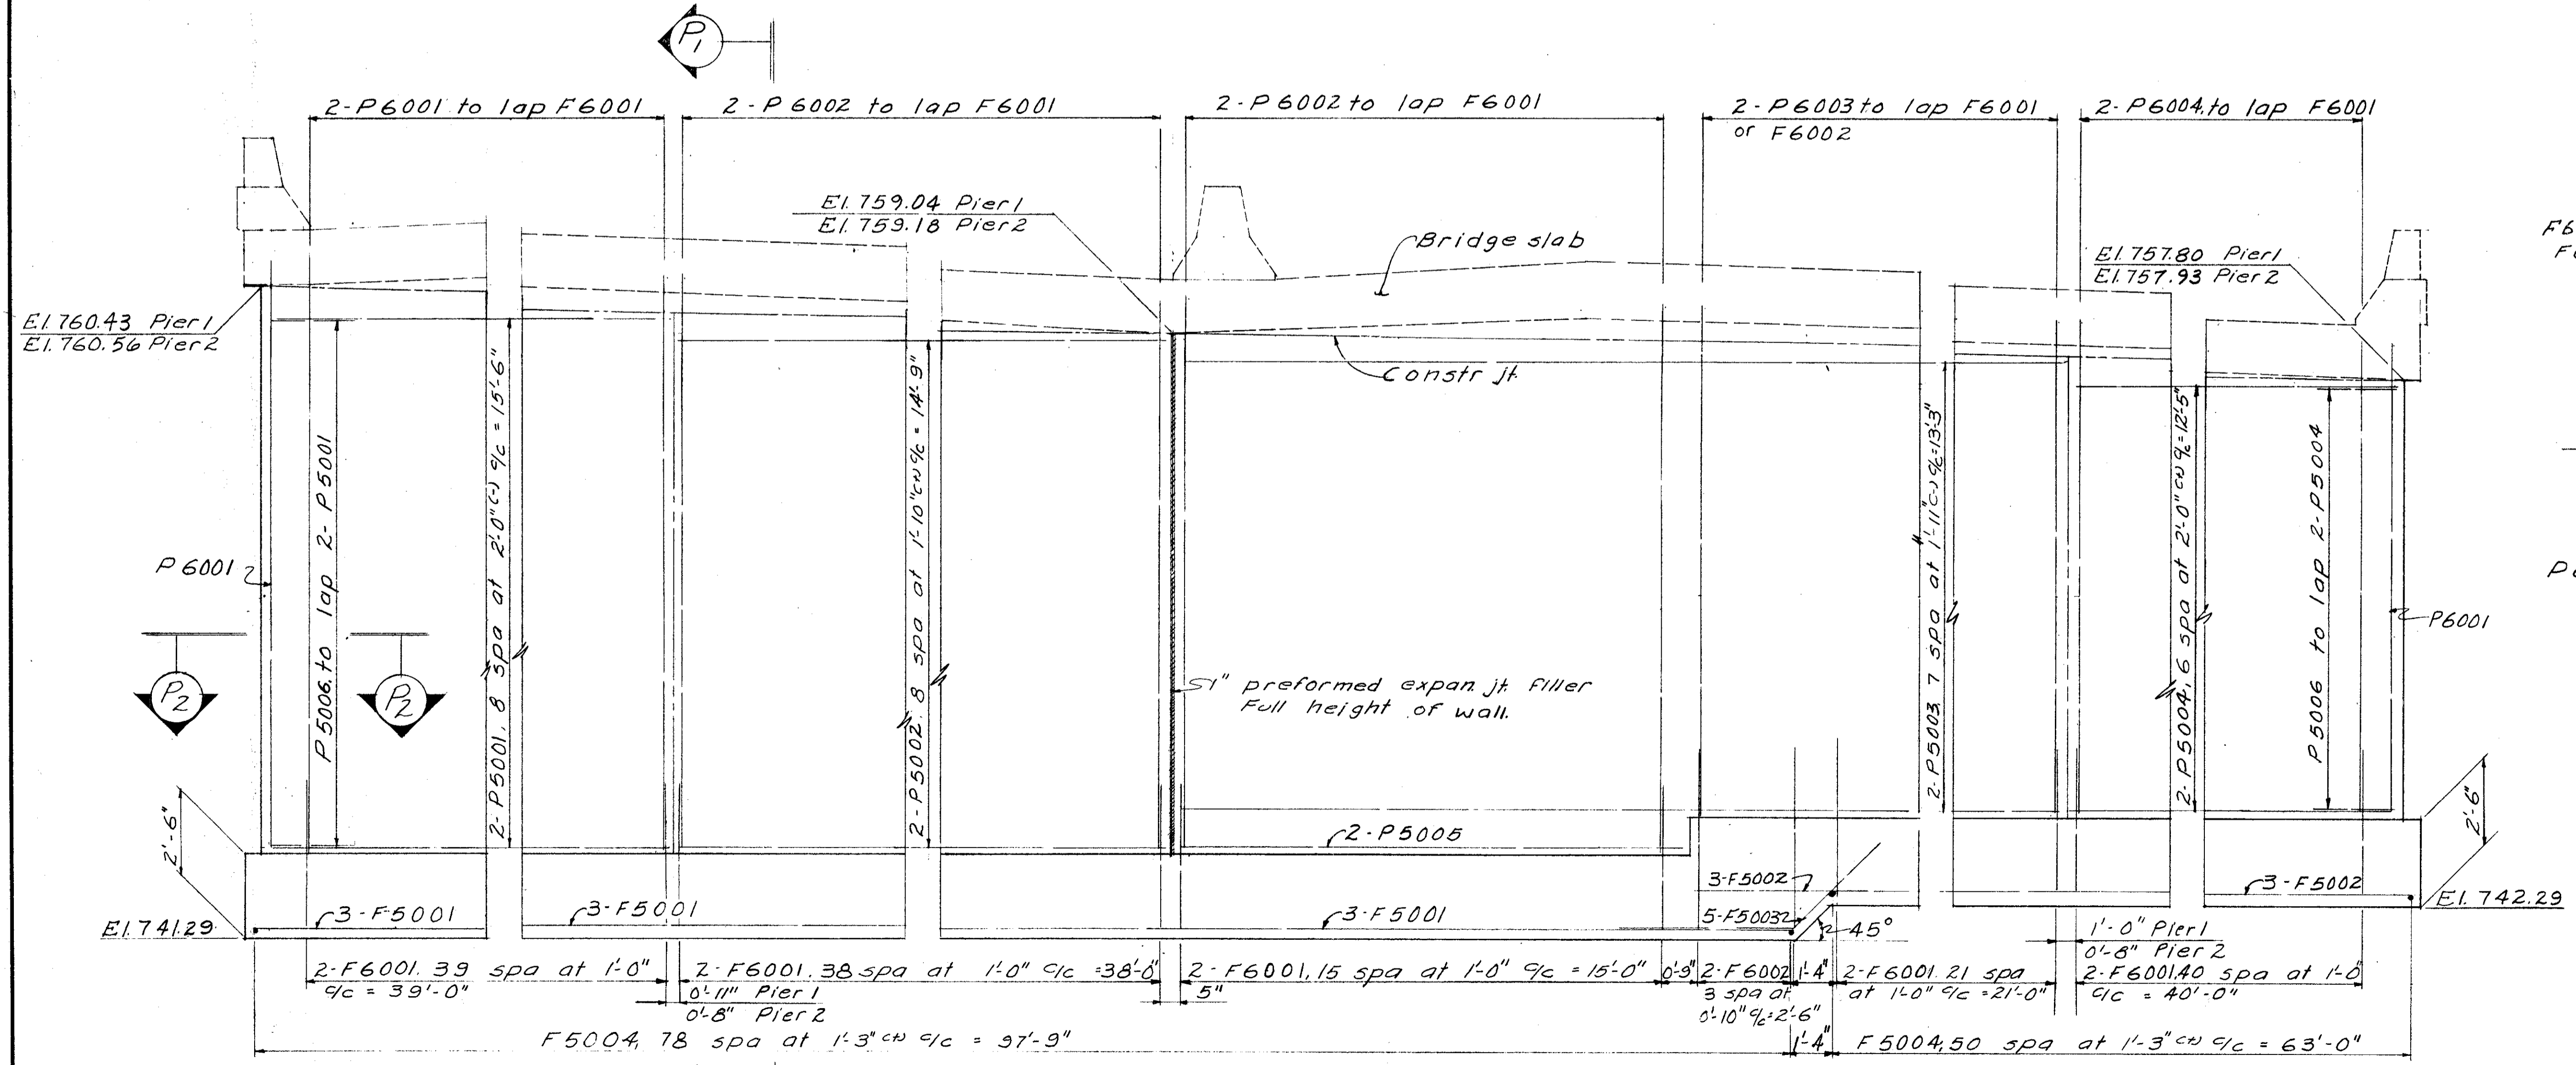 P1
2-P6001 to lap F6001
2-P6002 to lap F6001
2-P6002 to lap F6001
2-P6003 to lap F6001
or F6002
2-P6004, to lap F6001
El. 759.04 Pier 1
El. 759.18 Pier 2
Bridge slab
El. 757.80 Pier 1
El. 757.93 Pier 2
El. 760.43 Pier 1
El. 760.56 Pier 2
Constr jt.
P5006, to lap 2-P5001
2-P5001, 8 spa at 2'-0"(-) c/c = 15'-6"
2-P5002, 8 spa at 1'-10"(+) c/c = 14'-9"
2-P5003, 7 spa at 1'-11"(-) c/c = 13'-3"
2-P5004, 6 spa at 2'-0"(+) c/c = 12'-5"
P5006 to lap 2-P5004
P6001
P6001
P2
P2
1" preformed expan. jt. filler
Full height of wall.
2'-6"
2'-6"
2-P5005
3-F5001
3-F5001
3-F5001
3-F5002
5-F5003
3-F5002
45°
El. 741.29
El. 742.29
2-F6001, 39 spa at 1'-0"
c/c = 39'-0"
2-F6001, 38 spa at 1'-0" c/c = 38'-0"
0'-11" Pier 1
0'-8" Pier 2
5"
2-F6001, 15 spa at 1'-0" c/c = 15'-0"
0'-9"
2-F6002
3 spa at
0'-10" c/c = 2'-6"
1'-4"
2-F6001, 21 spa
at 1'-0" c/c = 21'-0"
1'-0" Pier 1
0'-8" Pier 2
2-F6001, 40 spa at 1'-0
c/c = 40'-0"
F5004, 78 spa at 1'-3"(+) c/c = 97'-9"
1'-4"
F5004, 50 spa at 1'-3"(+) c/c = 63'-0"